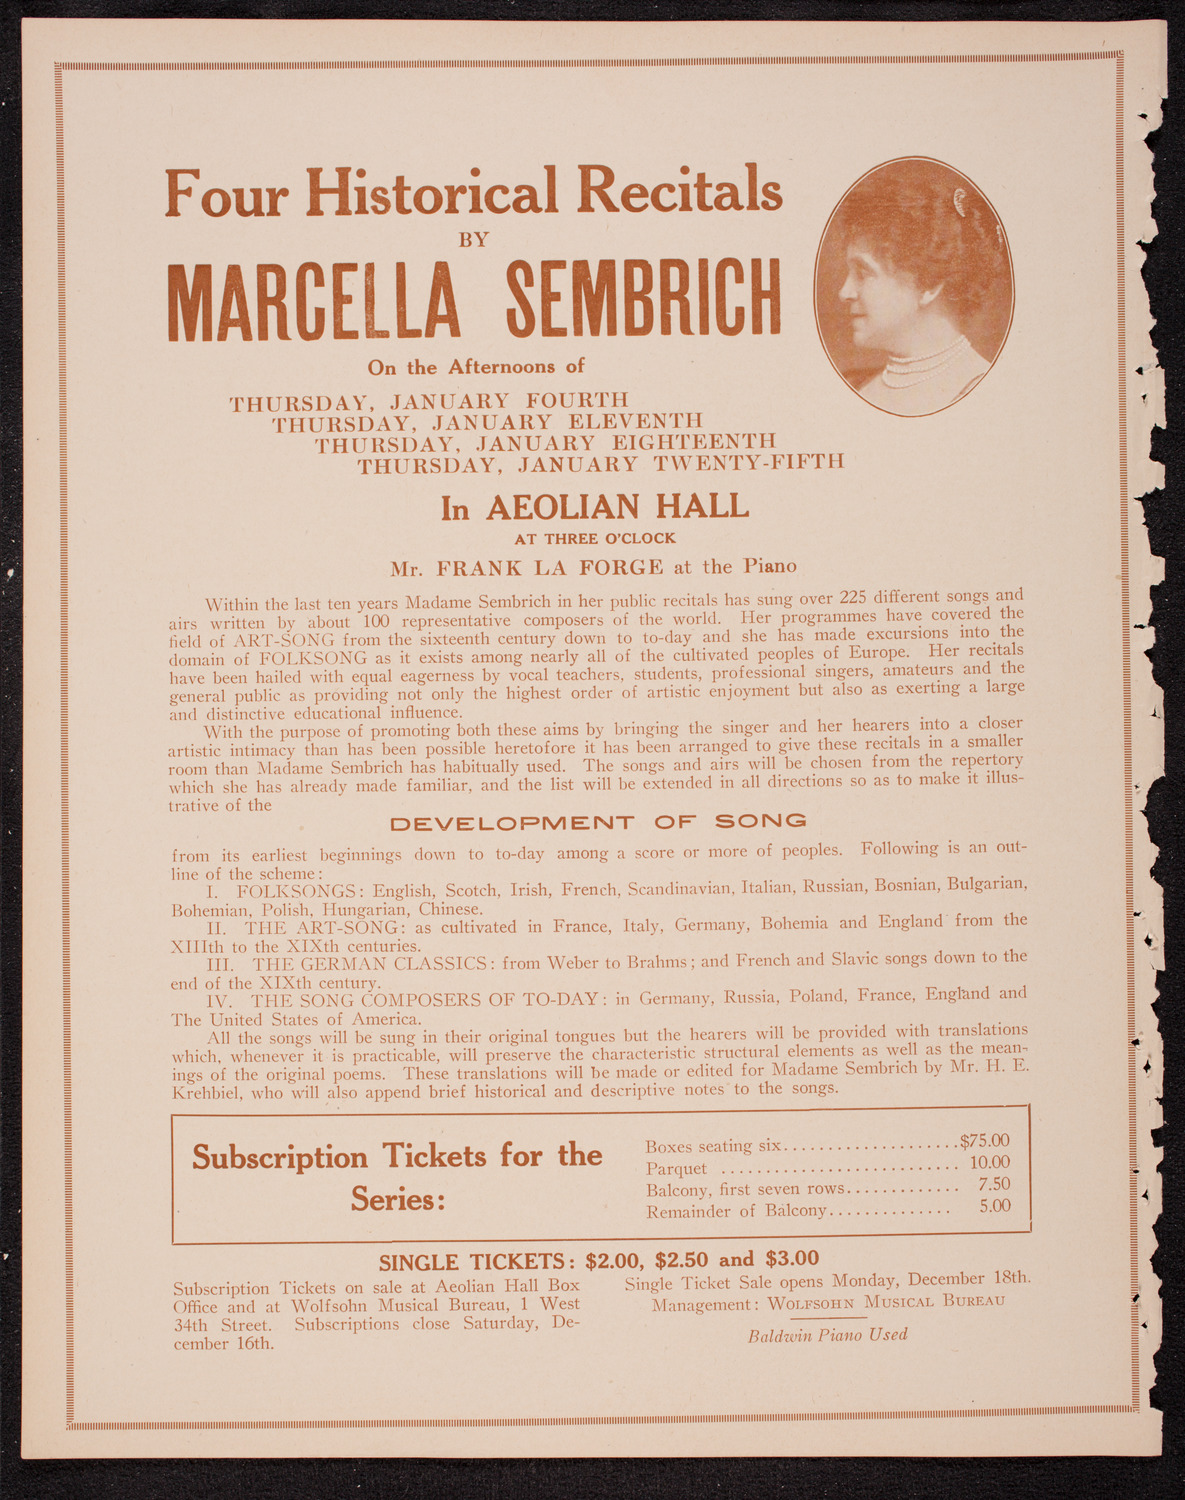 Four Historical Recitals
BY
MARCELLA SEMBRICH
On the Afternoons of
THURSDAY, JANUARY FOURTH
THURSDAY, JANUARY ELEVENTH
THURSDAY, JANUARY EIGHTEENTH
THURSDAY, JANUARY TWENTY-FIFTH
In AEOLIAN HALL
AT THREE O'CLOCK
Mr. FRANK LA FORGE at the Piano
Within the last ten years Madame Sembrich in her public recitals has sung over 225 different songs and
airs written by about 100 representative composers of the world. Her programmes have covered the
field of ART-SONG from the sixteenth century down to to-day and she has made excursions into the
domain of FOLKSONG as it exists among nearly all of the cultivated peoples of Europe. Her recitals
have been hailed with equal eagerness by vocal teachers, students, professional singers, amateurs and the
general public as providing not only the highest order of artistic enjoyment but also as exerting a large
and distinctive educational influence.
With the purpose of promoting both these aims by bringing the singer and her hearers into a closer
artistic intimacy than has been possible heretofore it has been arranged to give these recitals in a smaller
room than Madame Sembrich has habitually used. The songs and airs will be chosen from the repertory
which she has already made familiar, and the list will be extended in all directions so as to make it illus-
trative of the
DEVELOPMENT OF SONG
from its earliest beginnings down to to-day among a score or more of peoples. Following is an out-
line of the scheme:
I. FOLKSONGS: English, Scotch, Irish, French, Scandinavian, Italian, Russian, Bosnian, Bulgarian,
Bohemian, Polish, Hungarian, Chinese.
II. THE ART-SONG: as cultivated in France, Italy, Germany, Bohemia and England from the
XIIIth to the XIXth centuries.
III. THE GERMAN CLASSICS: from Weber to Brahms; and French and Slavic songs down to the
end of the XIXth century.
IV. THE SONG COMPOSERS OF TO-DAY: in Germany, Russia, Poland, France, England and
The United States of America.
All the songs will be sung in their original tongues but the hearers will be provided with translations
which, whenever it is practicable, will preserve the characteristic structural elements as well as the mean-
ings of the original poems. These translations will be made or edited for Madame Sembrich by Mr. H. E.
Krehbiel, who will also append brief historical and descriptive notes to the songs.
Subscription Tickets for the
Series:
Boxes seating six....................$75.00
Parquet ........................... 10.00
Balcony, first seven rows............. 7.50
Remainder of Balcony.............. 5.00
SINGLE TICKETS: $2.00, $2.50 and $3.00
Subscription Tickets on sale at Aeolian Hall Box
Office and at Wolfsohn Musical Bureau, 1 West
34th Street. Subscriptions close Saturday, De-
cember 16th.
Single Ticket Sale opens Monday, December 18th.
Management: WOLFSOHN MUSICAL BUREAU
Baldwin Piano Used